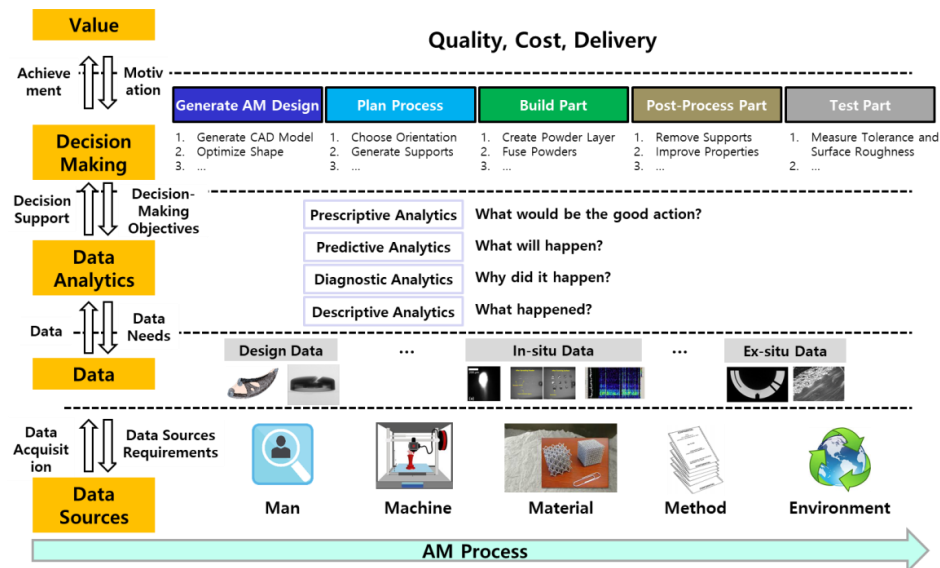 Value
Quality, Cost, Delivery
Achieve
ment
Motiv
ation
Generate AM Design
Plan Process
Build Part
Post-Process Part
Test Part
1. Generate CAD Model
2. Optimize Shape
3. ...
1. Choose Orientation
2. Generate Supports
3. ...
1. Create Powder Layer
2. Fuse Powders
3. ...
1. Remove Supports
2. Improve Properties
3. ...
1. Measure Tolerance and
Surface Roughness
2. ...
Decision
Making
Decision
Support
Decision-
Making
Objectives
Prescriptive Analytics
What would be the good action?
Predictive Analytics
What will happen?
Diagnostic Analytics
Why did it happen?
Descriptive Analytics
What happened?
Data
Analytics
Data
Data
Needs
Design Data
...
In-situ Data
...
Ex-situ Data
Data
Data
Acquisit
ion
Data Sources
Requirements
Data
Sources
Man
Machine
Material
Method
Environment
AM Process